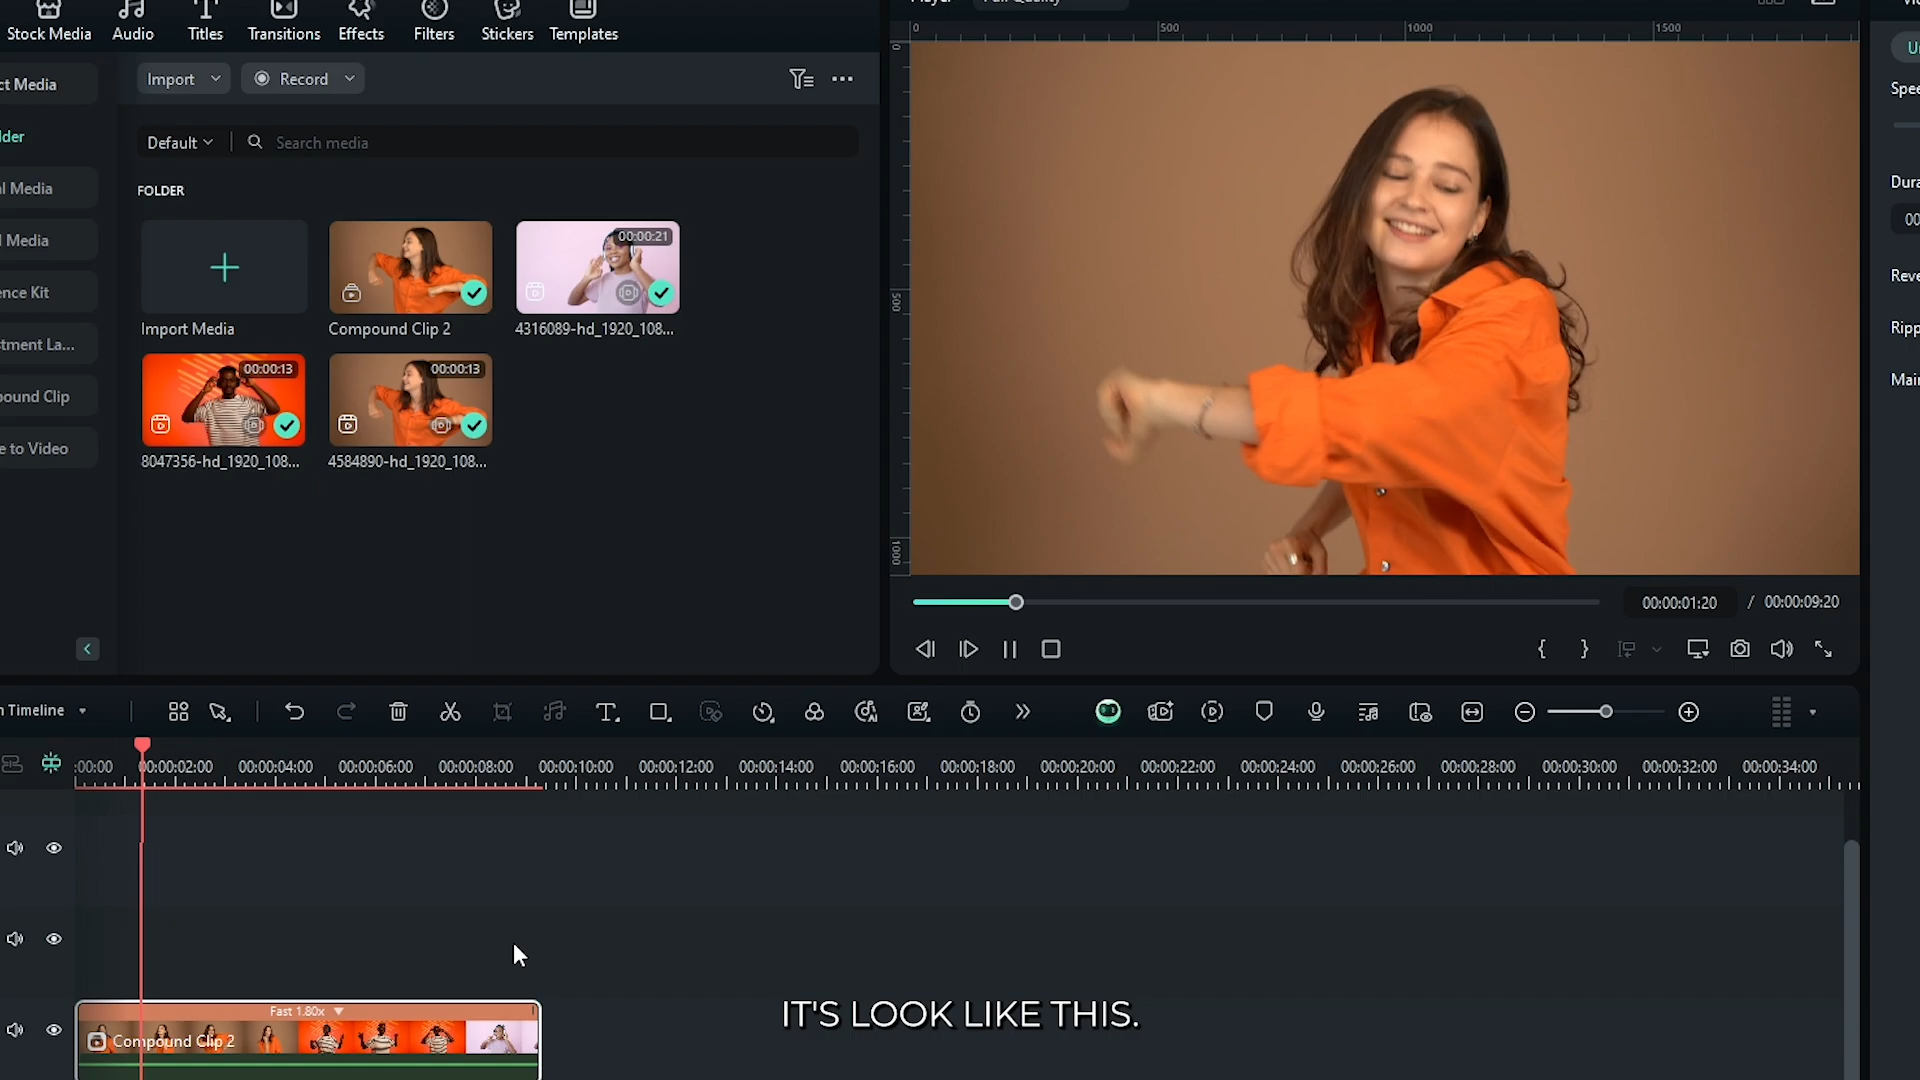 Stock Media
Audio
Titles
Transitions
Effects
Filters
Stickers
Templates
Import
Record
Default
Search media
FOLDER
00:00:21
Import Media
Compound Clip 2
4316089-hd_1920_108...
00:00:13
00:00:13
8047356-hd_1920_108...
4584890-hd_1920_108...
ct Media
lder
l Media
l Media
ence Kit
tment La...
ound Clip
e to Video
0
500
1000
1500
0
500
1000
00:00:01:20 / 00:00:09:20
{ }
Spee
Dura
00
Reve
Ripp
Mai
n Timeline
:00:00
00:00:02:00
00:00:04:00
00:00:06:00
00:00:08:00
00:00:10:00
00:00:12:00
00:00:14:00
00:00:16:00
00:00:18:00
00:00:20:00
00:00:22:00
00:00:24:00
00:00:26:00
00:00:28:00
00:00:30:00
00:00:32:00
00:00:34:00
Fast 1.80x
Compound Clip 2
IT'S LOOK LIKE THIS.